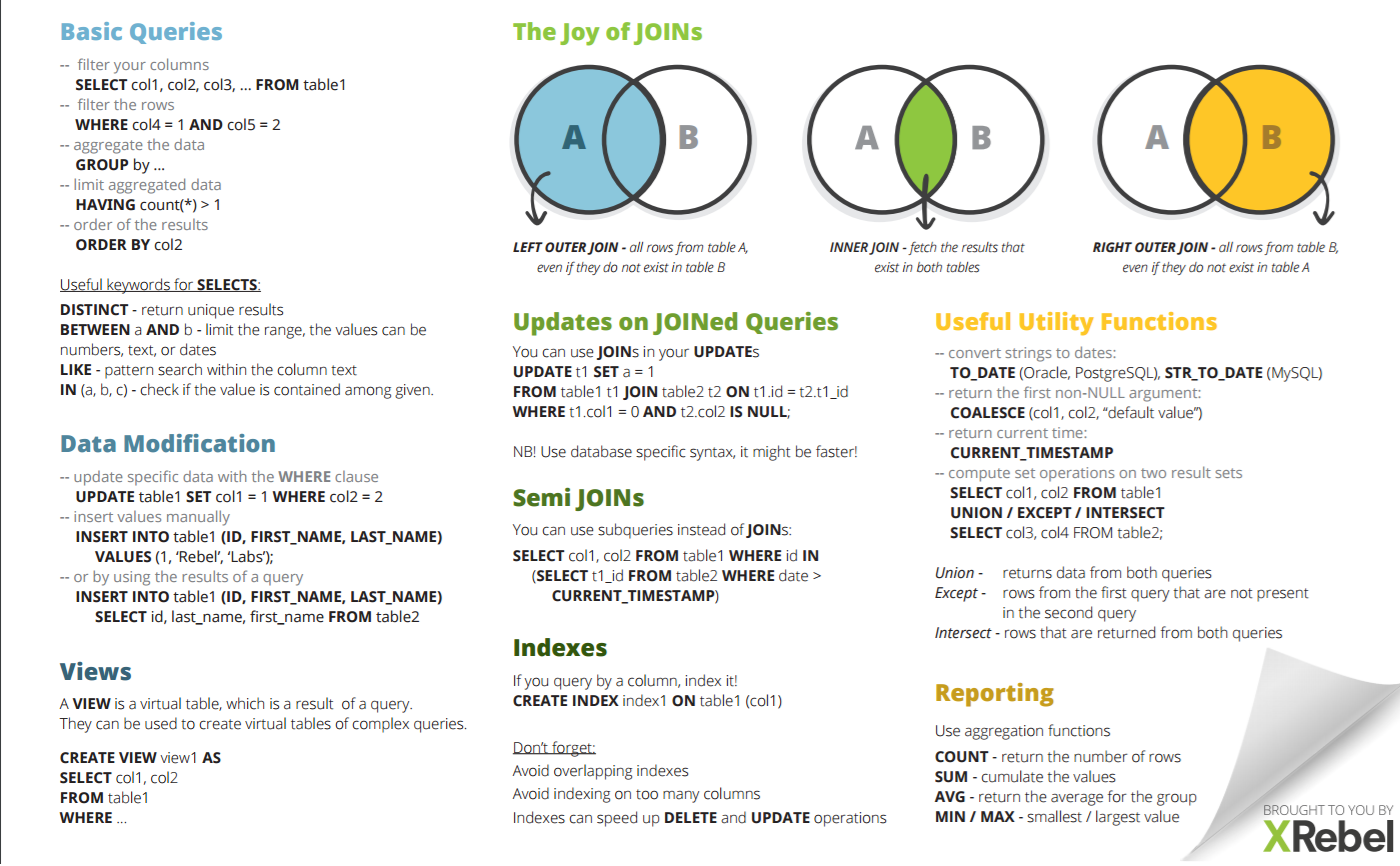 Basic Queries
-- filter your columns
SELECT col1, col2, col3, ... FROM table1
-- filter the rows
WHERE col4 = 1 AND col5 = 2
-- aggregate the data
GROUP by ...
-- limit aggregated data
HAVING count(*) > 1
-- order of the results
ORDER BY col2
Useful keywords for SELECTS:
DISTINCT - return unique results
BETWEEN a AND b - limit the range, the values can be
numbers, text, or dates
LIKE - pattern search within the column text
IN (a, b, c) - check if the value is contained among given.
Data Modification
-- update specific data with the WHERE clause
UPDATE table1 SET col1 = 1 WHERE col2 = 2
-- insert values manually
INSERT INTO table1 (ID, FIRST_NAME, LAST_NAME)
VALUES (1, ‘Rebel’, ‘Labs’);
-- or by using the results of a query
INSERT INTO table1 (ID, FIRST_NAME, LAST_NAME)
SELECT id, last_name, first_name FROM table2
Views
A VIEW is a virtual table, which is a result of a query.
They can be used to create virtual tables of complex queries.
CREATE VIEW view1 AS
SELECT col1, col2
FROM table1
WHERE ...
The Joy of JOINs
A B
LEFT OUTER JOIN - all rows from table A,
even if they do not exist in table B
A B
INNER JOIN - fetch the results that
exist in both tables
A B
RIGHT OUTER JOIN - all rows from table B,
even if they do not exist in table A
Updates on JOINed Queries
You can use JOINs in your UPDATEs
UPDATE t1 SET a = 1
FROM table1 t1 JOIN table2 t2 ON t1.id = t2.t1_id
WHERE t1.col1 = 0 AND t2.col2 IS NULL;
NB! Use database specific syntax, it might be faster!
Semi JOINs
You can use subqueries instead of JOINs:
SELECT col1, col2 FROM table1 WHERE id IN
(SELECT t1_id FROM table2 WHERE date >
CURRENT_TIMESTAMP)
Indexes
If you query by a column, index it!
CREATE INDEX index1 ON table1 (col1)
Don’t forget:
Avoid overlapping indexes
Avoid indexing on too many columns
Indexes can speed up DELETE and UPDATE operations
Useful Utility Functions
-- convert strings to dates:
TO_DATE (Oracle, PostgreSQL), STR_TO_DATE (MySQL)
-- return the first non-NULL argument:
COALESCE (col1, col2, “default value”)
-- return current time:
CURRENT_TIMESTAMP
-- compute set operations on two result sets
SELECT col1, col2 FROM table1
UNION / EXCEPT / INTERSECT
SELECT col3, col4 FROM table2;
Union - returns data from both queries
Except - rows from the first query that are not present
in the second query
Intersect - rows that are returned from both queries
Reporting
Use aggregation functions
COUNT - return the number of rows
SUM - cumulate the values
AVG - return the average for the group
MIN / MAX - smallest / largest value
BROUGHT TO YOU BY
XRebel